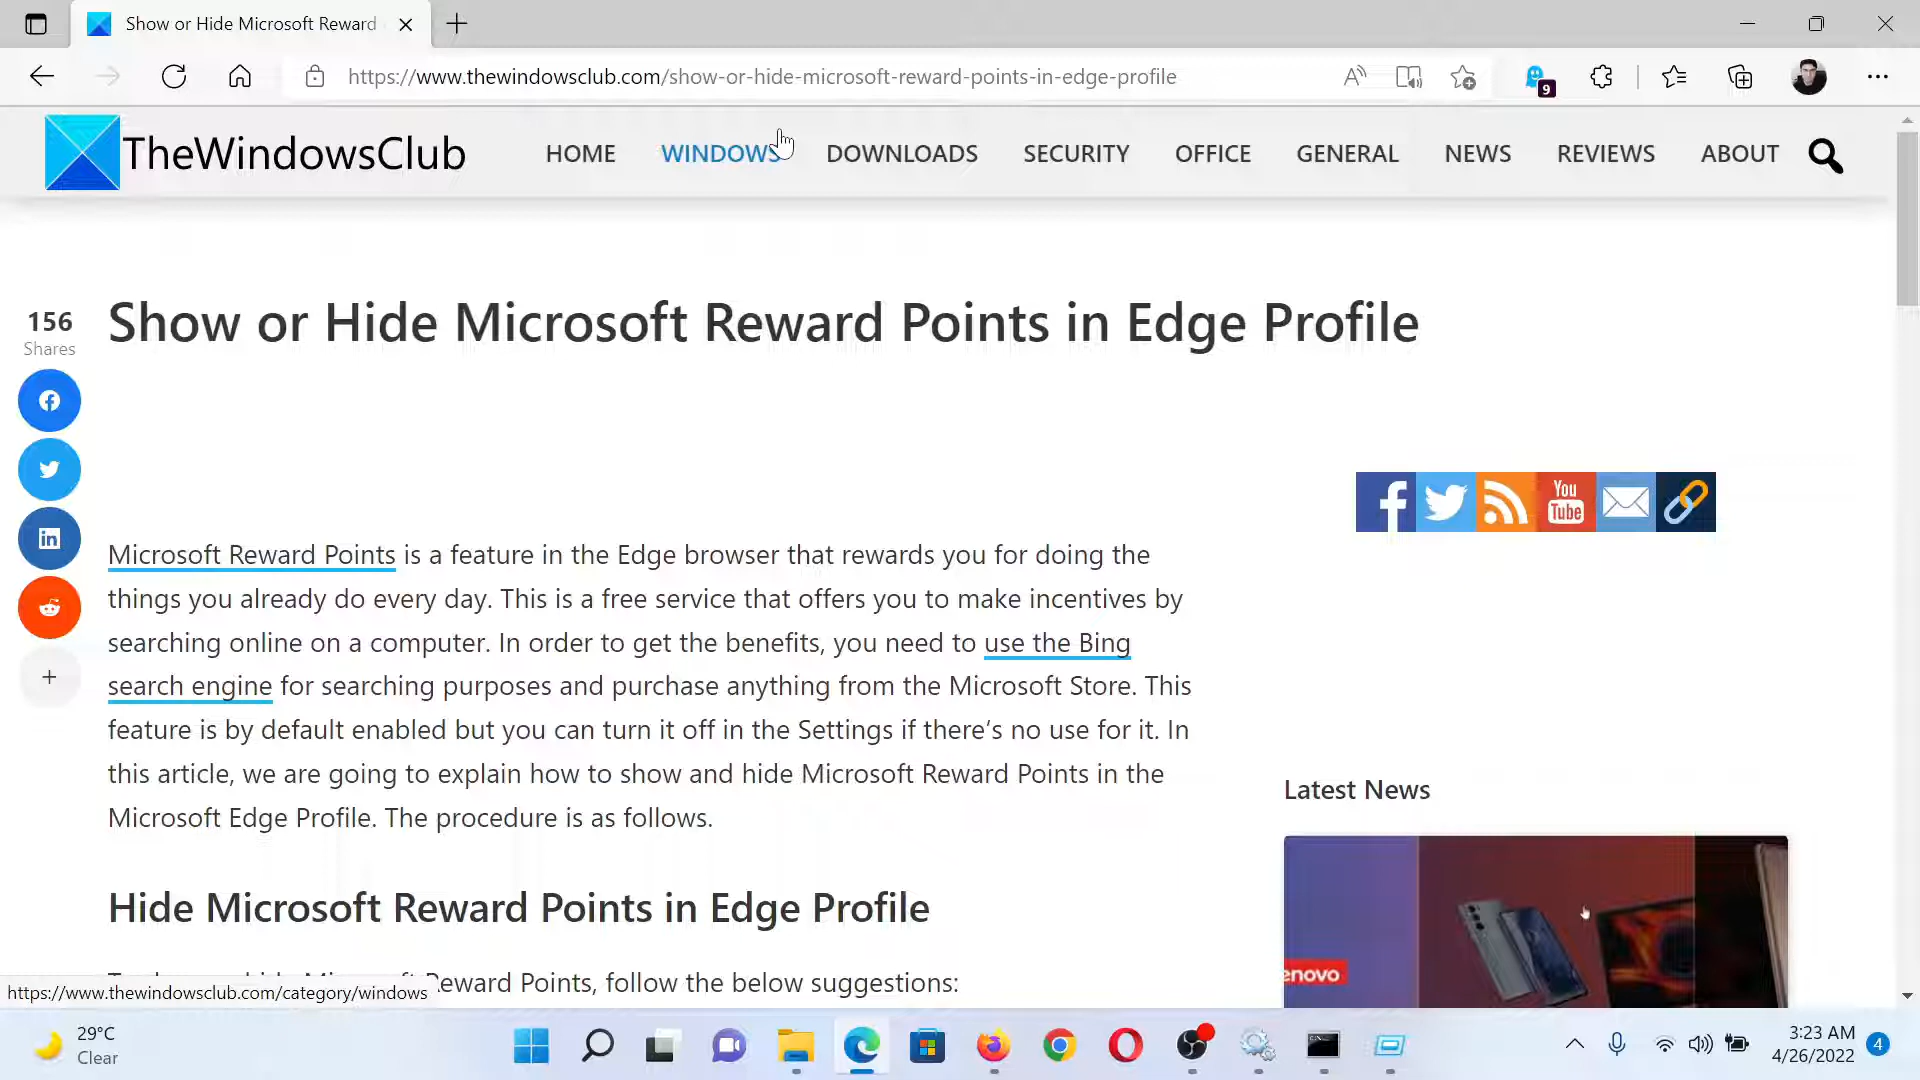 Show or Hide Microsoft Reward
https://www.thewindowsclub.com/show-or-hide-microsoft-reward-points-in-edge-profile
9
TheWindowsClub
HOME
WINDOWS
DOWNLOADS
SECURITY
OFFICE
GENERAL
NEWS
REVIEWS
ABOUT
Show or Hide Microsoft Reward Points in Edge Profile
156
Shares
You
Tube
Microsoft Reward Points is a feature in the Edge browser that rewards you for doing the
things you already do every day. This is a free service that offers you to make incentives by
searching online on a computer. In order to get the benefits, you need to use the Bing
search engine for searching purposes and purchase anything from the Microsoft Store. This
feature is by default enabled but you can turn it off in the Settings if there's no use for it. In
this article, we are going to explain how to show and hide Microsoft Reward Points in the
Microsoft Edge Profile. The procedure is as follows.
Latest News
enovo
Hide Microsoft Reward Points in Edge Profile
Reward Points, follow the below suggestions:
https://www.thewindowsclub.com/category/windows
29°C
Clear
3:23 AM
4/26/2022
4